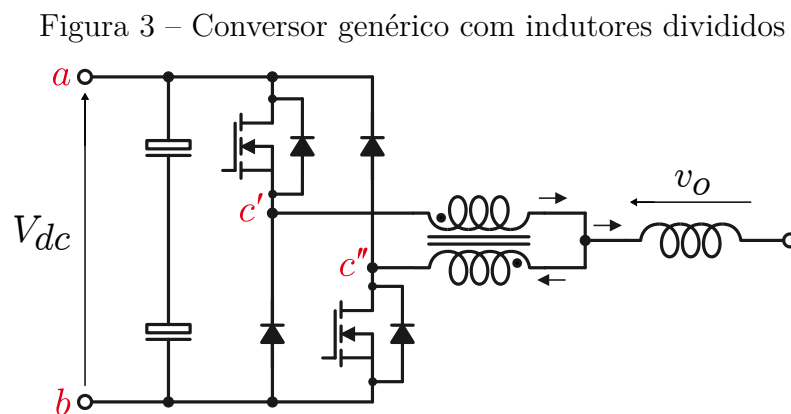 Figura 3 – Conversor genérico com indutores divididos
a
c′
v_o
V_dc
c″
b